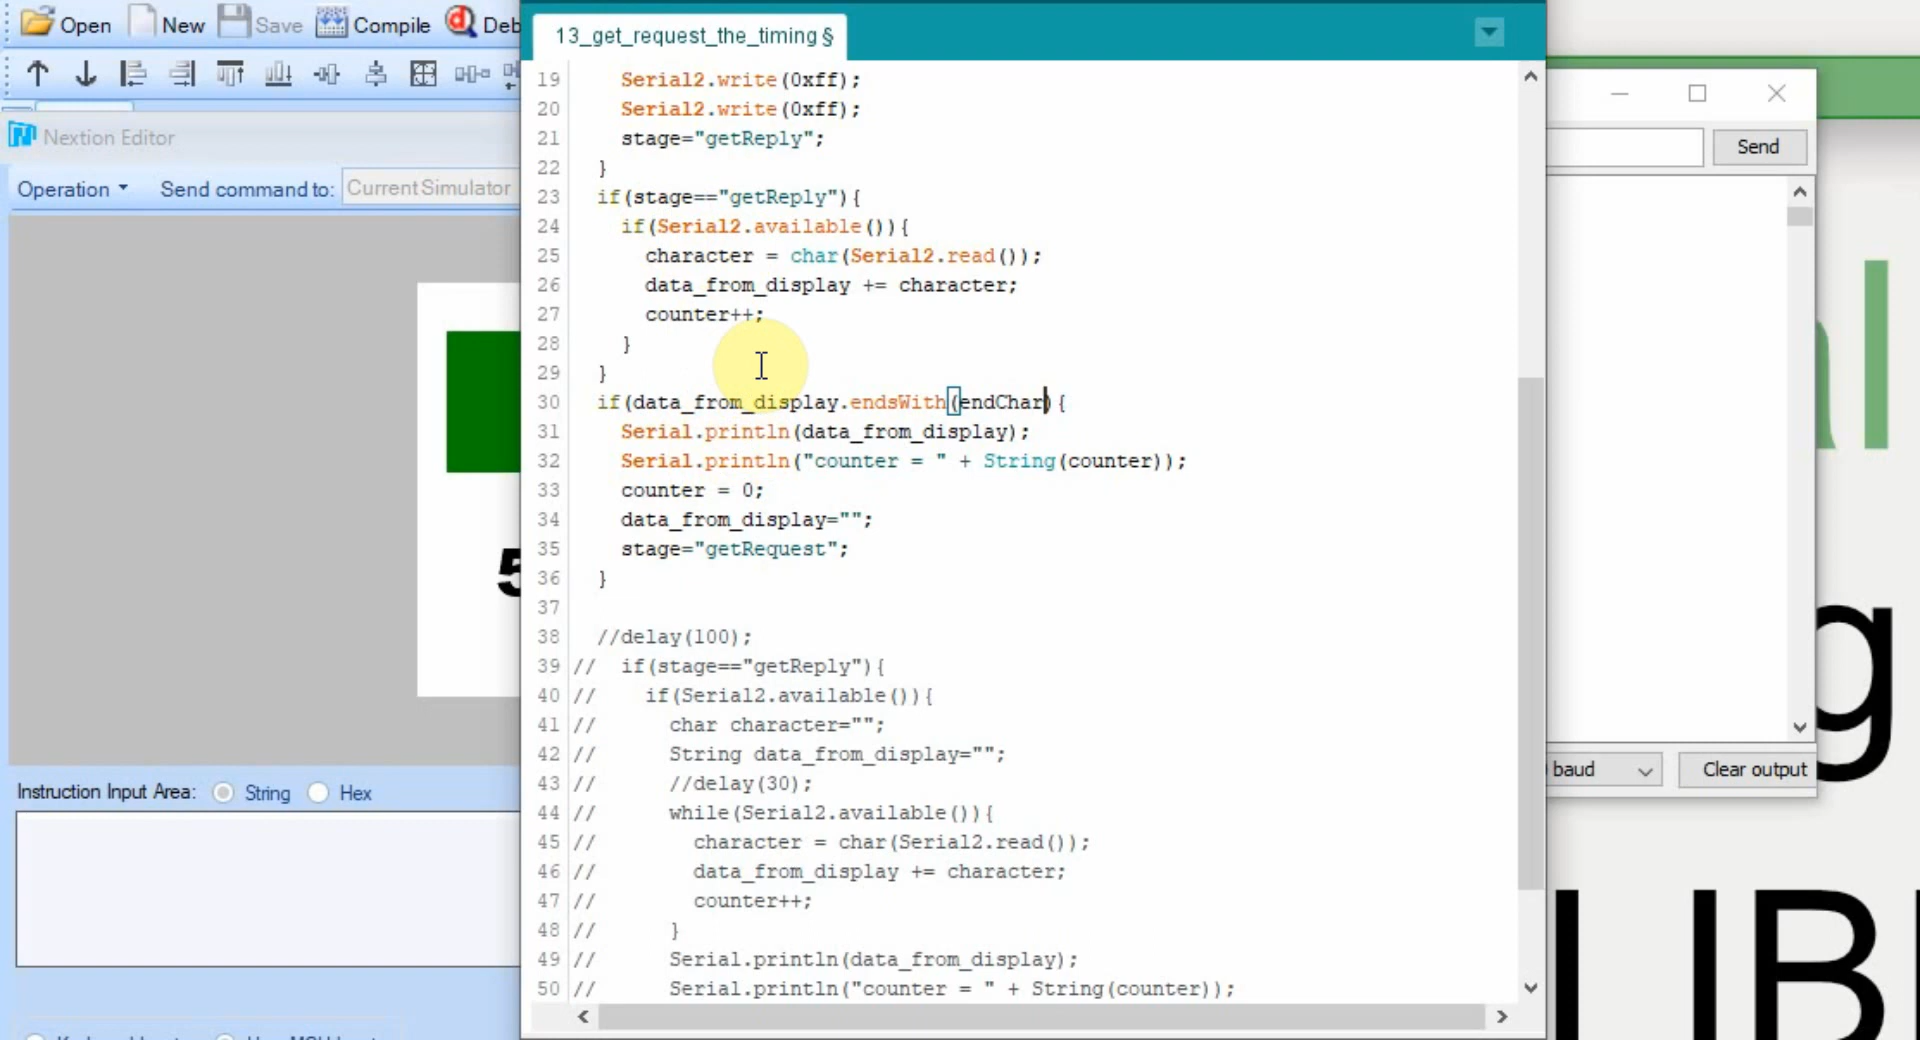 Open New Save Compile Deb
Nextion Editor
Operation Send command to: Current Simulator
5
Instruction Input Area: String Hex
13_get_request_the_timing §
19 Serial2.write(0xff);
20 Serial2.write(0xff);
21 stage="getReply";
22 }
23 if(stage=="getReply"){
24 if(Serial2.available()){
25 character = char(Serial2.read());
26 data_from_display += character;
27 counter++;
28 }
29 }
30 if(data_from_display.endsWith(endChar){
31 Serial.println(data_from_display);
32 Serial.println("counter = " + String(counter));
33 counter = 0;
34 data_from_display="";
35 stage="getRequest";
36 }
37
38 //delay(100);
39 // if(stage=="getReply"){
40 // if(Serial2.available()){
41 // char character="";
42 // String data_from_display="";
43 // //delay(30);
44 // while(Serial2.available()){
45 // character = char(Serial2.read());
46 // data_from_display += character;
47 // counter++;
48 // }
49 // Serial.println(data_from_display);
50 // Serial.println("counter = " + String(counter));
Send
baud Clear output
g